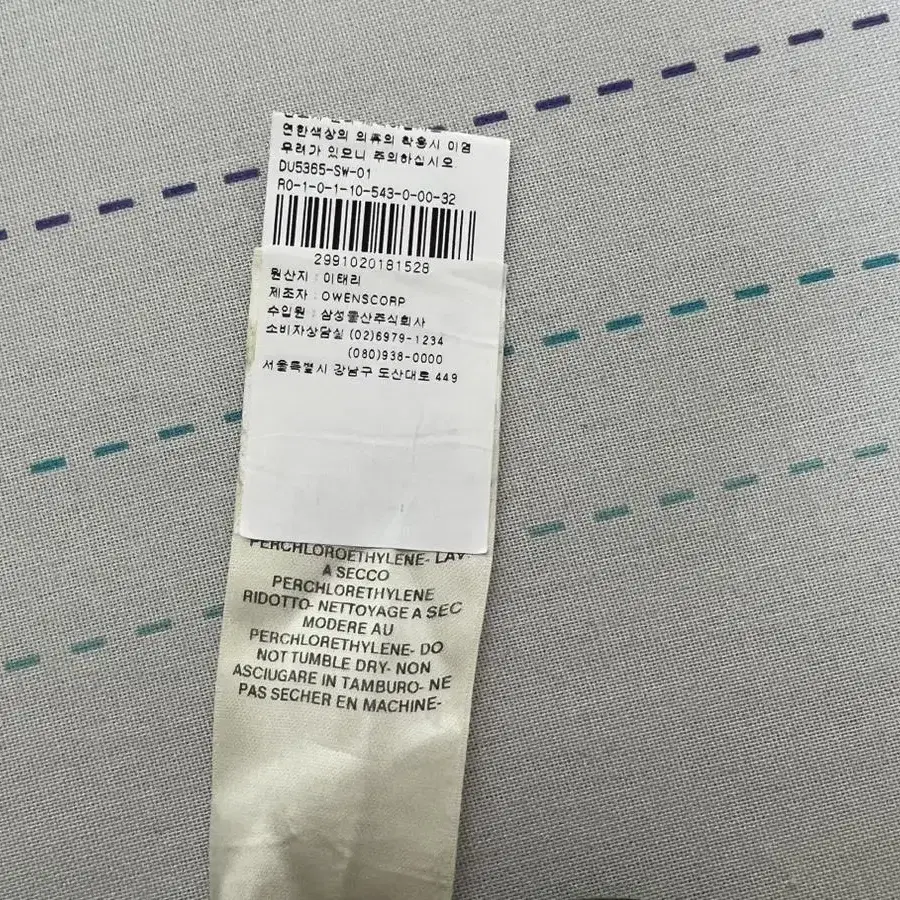 연한색상의 의류의 착용시 이염
우려가 있으니 주의하십시오
DU5365-SW-01
R0-1-0-1-10-543-0-00-32
2991020181528
원산지 : 이태리
제조자 : OWENSCORP
수입원 : 삼성물산주식회사
소비자상담실 (02)6979-1234
(080)938-0000
서울특별시 강남구 도산대로 449
PERCHLOROETHYLENE- LAV
A SECCO
PERCHLORETHYLENE
RIDOTTO- NETTOYAGE A SEC
MODERE AU
PERCHLORETHYLENE- DO
NOT TUMBLE DRY- NON
ASCIUGARE IN TAMBURO- NE
PAS SECHER EN MACHINE-